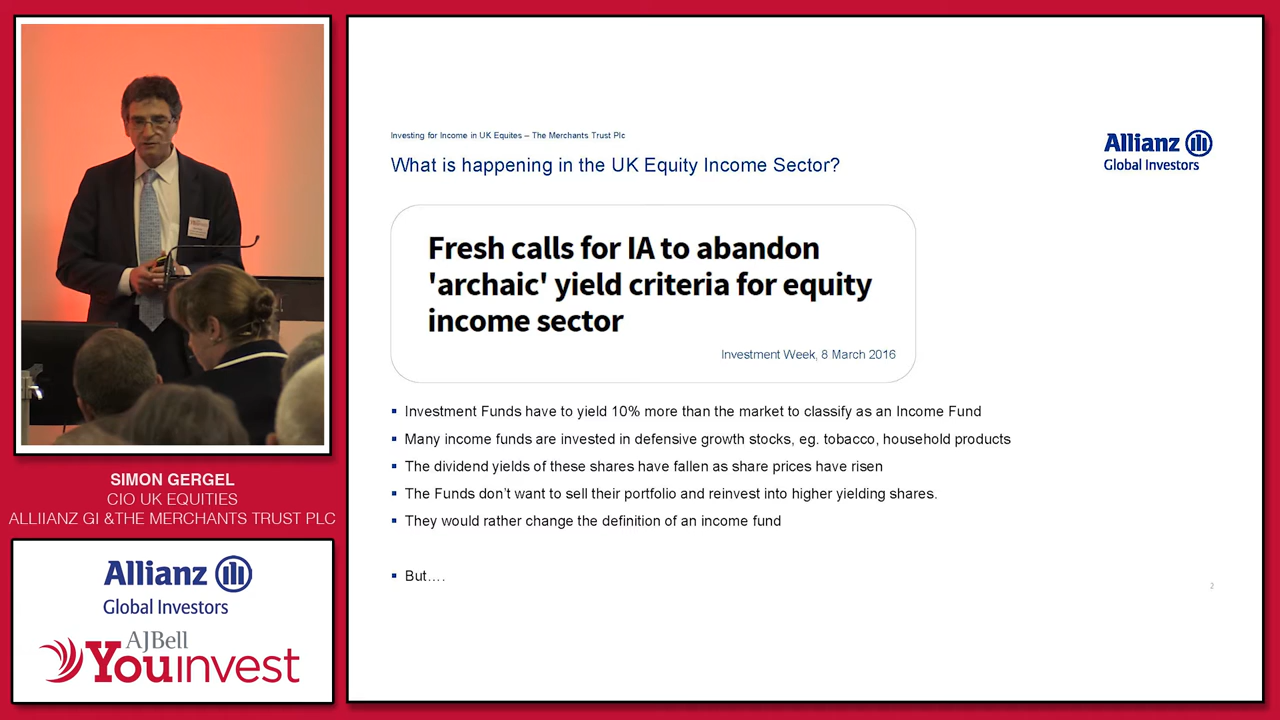 Investing for Income in UK Equites – The Merchants Trust Plc
What is happening in the UK Equity Income Sector?
Allianz
Global Investors
Fresh calls for IA to abandon
'archaic' yield criteria for equity
income sector
Investment Week, 8 March 2016
▪ Investment Funds have to yield 10% more than the market to classify as an Income Fund
▪ Many income funds are invested in defensive growth stocks, eg. tobacco, household products
▪ The dividend yields of these shares have fallen as share prices have risen
▪ The Funds don't want to sell their portfolio and reinvest into higher yielding shares.
▪ They would rather change the definition of an income fund
▪ But….
2
SIMON GERGEL
CIO UK EQUITIES
ALLIIANZ GI &THE MERCHANTS TRUST PLC
Allianz
Global Investors
AJBell
Youinvest